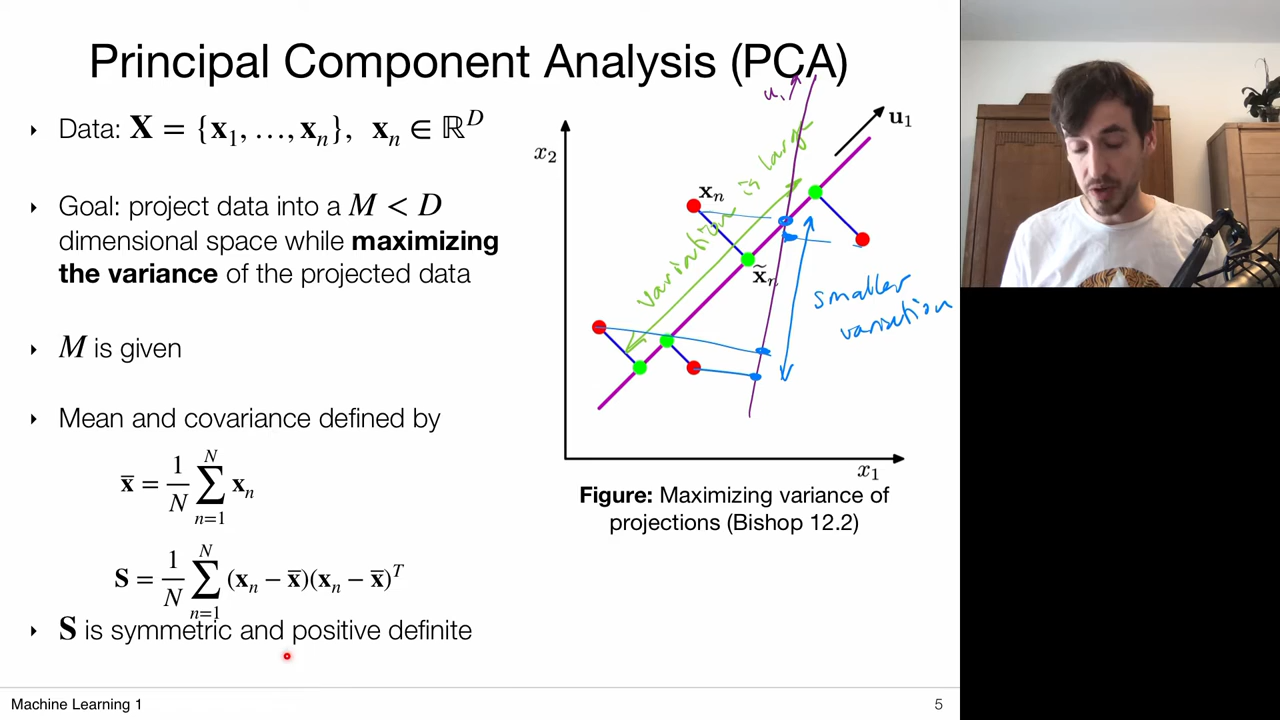 Principal Component Analysis (PCA)
‣ Data: X = {x₁, …, xₙ}, xₙ ∈ ℝᴰ
‣ Goal: project data into a M < D
dimensional space while maximizing
the variance of the projected data
‣ M is given
‣ Mean and covariance defined by
x̄ = 1/N ∑ₙ₌₁ᴺ xₙ
S = 1/N ∑ₙ₌₁ᴺ (xₙ − x̄)(xₙ − x̄)ᵀ
‣ S is symmetric and positive definite
u₁
u₁
x₂
xₙ
x̃ₙ
variation is large
smaller
variation
x₁
Figure: Maximizing variance of
projections (Bishop 12.2)
Machine Learning 1
5